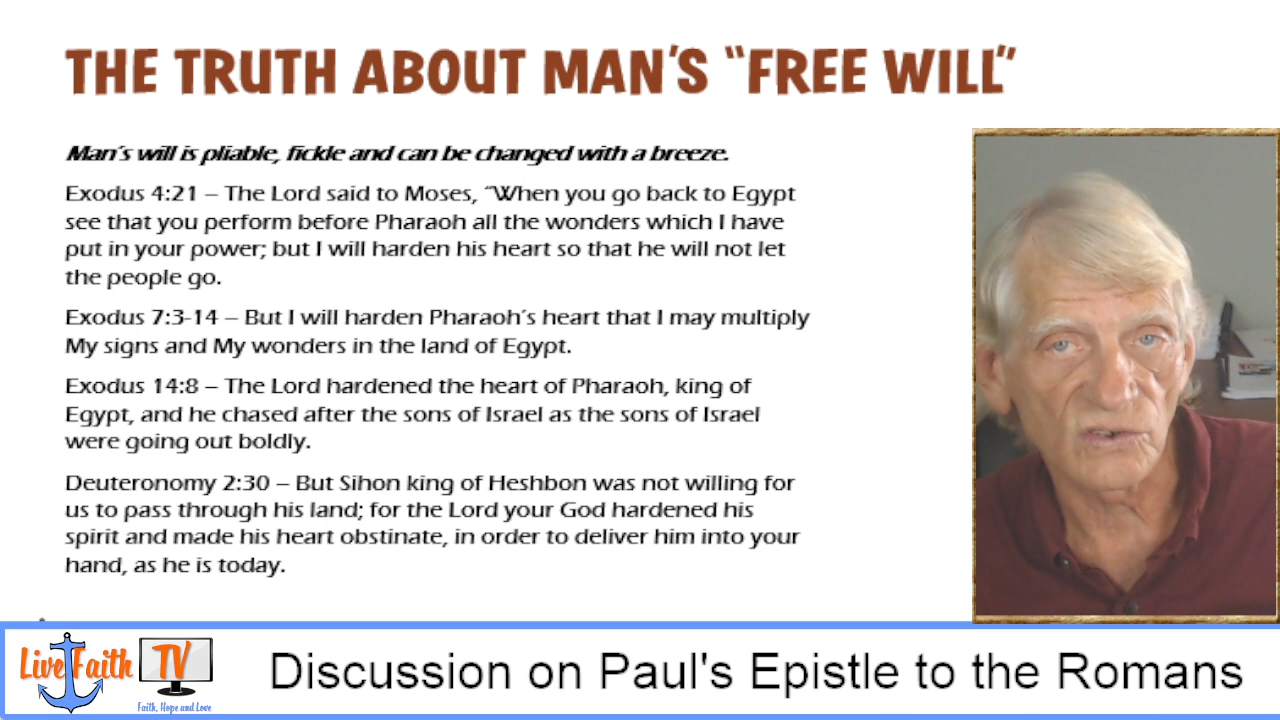 THE TRUTH ABOUT MAN'S "FREE WILL"
Man's will is pliable, fickle and can be changed with a breeze.
Exodus 4:21 – The Lord said to Moses, "When you go back to Egypt
see that you perform before Pharaoh all the wonders which I have
put in your power; but I will harden his heart so that he will not let
the people go.
Exodus 7:3-14 – But I will harden Pharaoh's heart that I may multiply
My signs and My wonders in the land of Egypt.
Exodus 14:8 – The Lord hardened the heart of Pharaoh, king of
Egypt, and he chased after the sons of Israel as the sons of Israel
were going out boldly.
Deuteronomy 2:30 – But Sihon king of Heshbon was not willing for
us to pass through his land; for the Lord your God hardened his
spirit and made his heart obstinate, in order to deliver him into your
hand, as he is today.
Live Faith TV
Faith, Hope and Love
Discussion on Paul's Epistle to the Romans